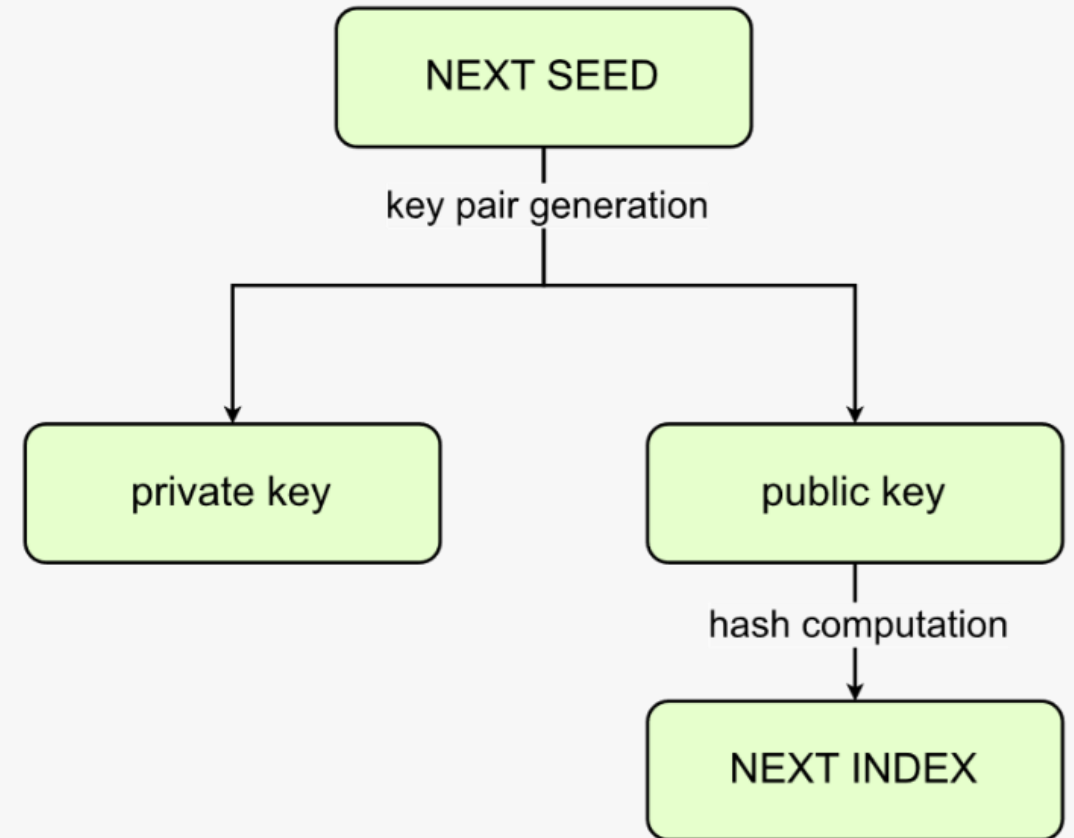 NEXT SEED
key pair generation
private key
public key
hash computation
NEXT INDEX